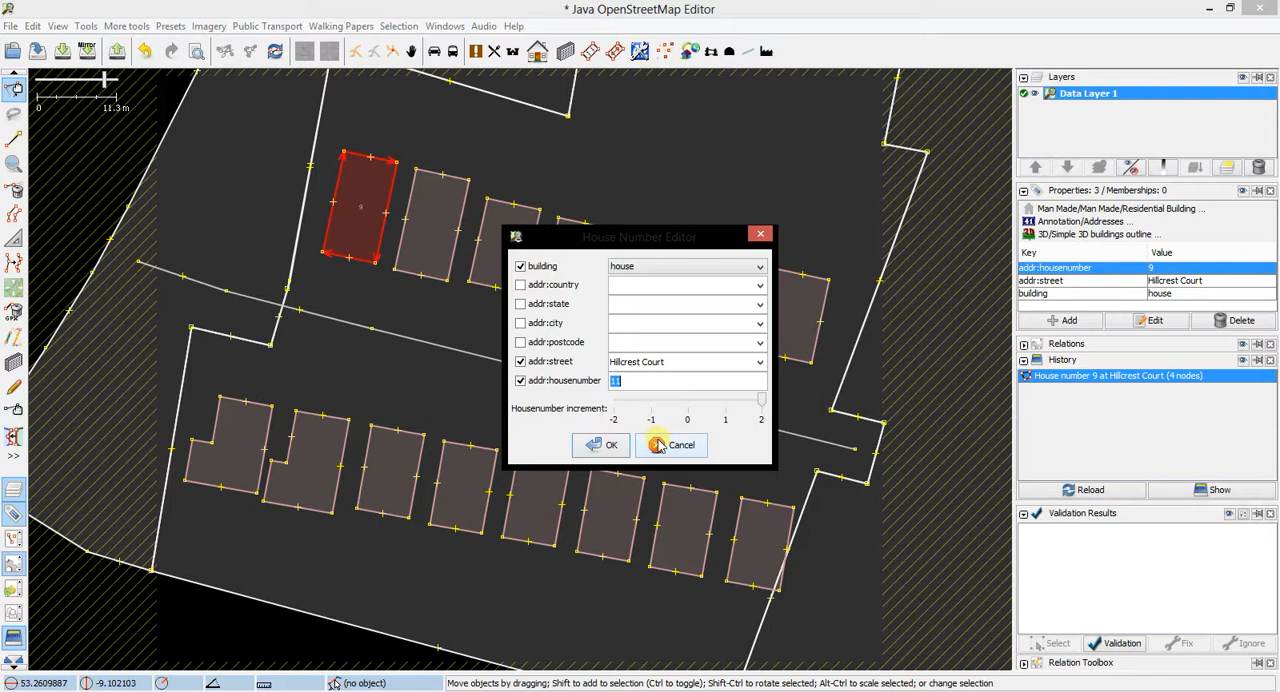 * Java OpenStreetMap Editor
File Edit View Tools More tools Presets Imagery Public Transport Walking Papers Selection Windows Audio Help
Mirror
0 11.3 m
9
GPX
>>
House Number Editor
building house
addr:country
addr:state
addr:city
addr:postcode
addr:street Hillcrest Court
addr:housenumber 11
Housenumber increment:
-2 -1 0 1 2
OK Cancel
Layers
Data Layer 1
Properties: 3 / Memberships: 0
Man Made/Man Made/Residential Building ...
Annotation/Addresses ...
3D/Simple 3D buildings outline ...
Key Value
addr:housenumber 9
addr:street Hillcrest Court
building house
Add Edit Delete
Relations
History
House number 9 at Hillcrest Court (4 nodes)
Reload Show
Validation Results
Select Validation Fix Ignore
Relation Toolbox
53.2609887 -9.102103 (no object) Move objects by dragging; Shift to add to selection (Ctrl to toggle); Shift-Ctrl to rotate selected; Alt-Ctrl to scale selected; or change selection